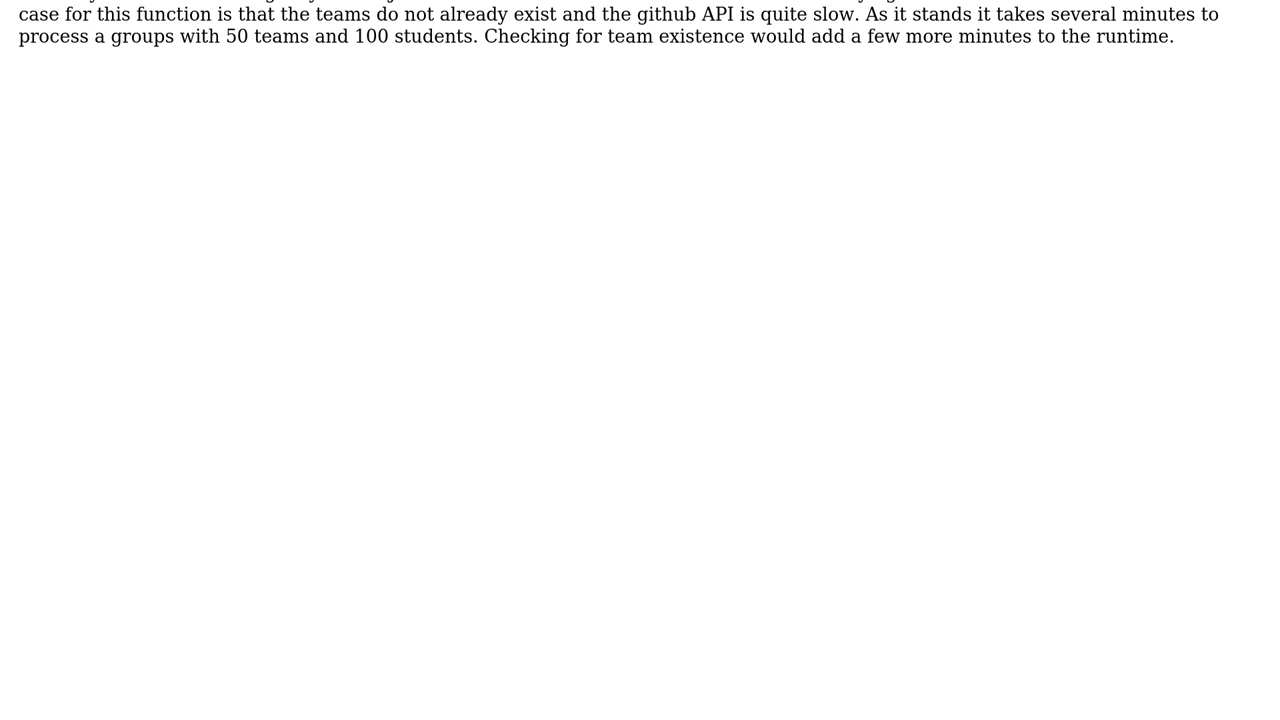 case for this function is that the teams do not already exist and the github API is quite slow. As it stands it takes several minutes to
process a groups with 50 teams and 100 students. Checking for team existence would add a few more minutes to the runtime.